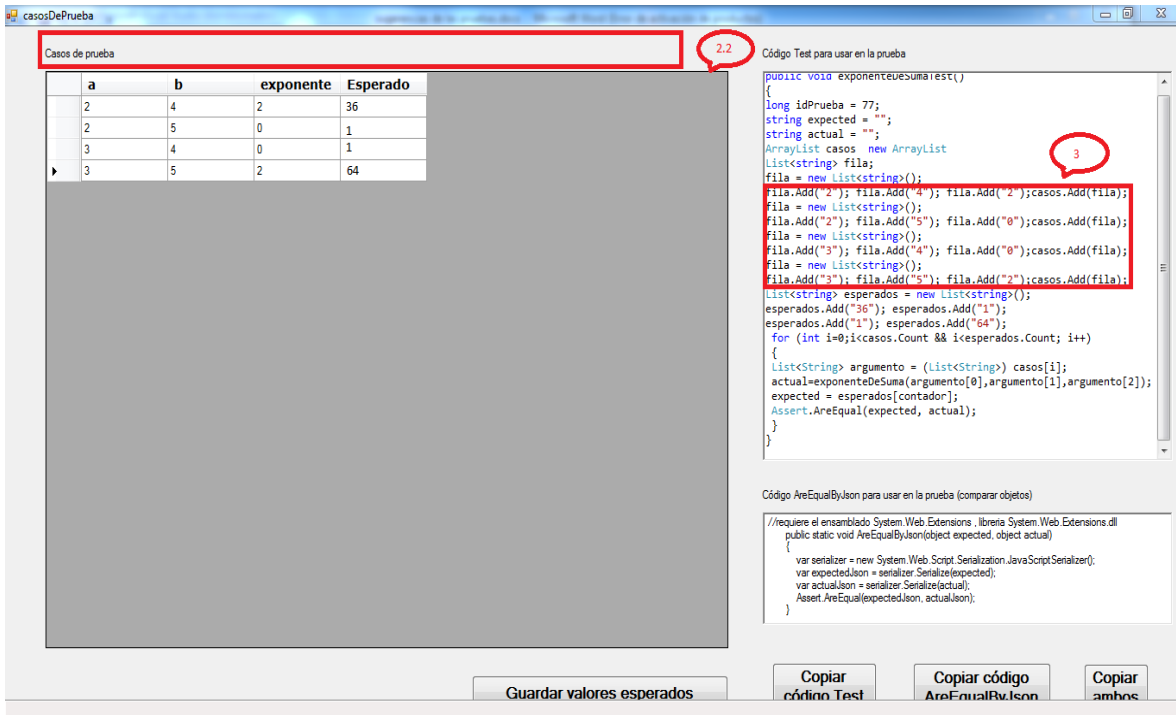 casosDePrueba
Casos de prueba
2.2
a b exponente Esperado
2 4 2 36
2 5 0 1
3 4 0 1
3 5 2 64
Guardar valores esperados
Código Test para usar en la prueba
public void exponenteDeSumaTest()
{
long idPrueba = 77;
string expected = "";
string actual = "";
ArrayList casos new ArrayList
List<string> fila;
fila = new List<string>();
3
fila.Add("2"); fila.Add("4"); fila.Add("2");casos.Add(fila);
fila = new List<string>();
fila.Add("2"); fila.Add("5"); fila.Add("0");casos.Add(fila);
fila = new List<string>();
fila.Add("3"); fila.Add("4"); fila.Add("0");casos.Add(fila);
fila = new List<string>();
fila.Add("3"); fila.Add("5"); fila.Add("2");casos.Add(fila);
List<string> esperados = new List<string>();
esperados.Add("36"); esperados.Add("1");
esperados.Add("1"); esperados.Add("64");
for (int i=0;i<casos.Count && i<esperados.Count; i++)
{
List<String> argumento = (List<String>) casos[i];
actual=exponenteDeSuma(argumento[0],argumento[1],argumento[2]);
expected = esperados[contador];
Assert.AreEqual(expected, actual);
}
}
Código AreEqualByJson para usar en la prueba (comparar objetos)
//requiere el ensamblado System.Web.Extensions , libreria System.Web.Extensions.dll
public static void AreEqualByJson(object expected, object actual)
{
var serializer = new System.Web.Script.Serialization.JavaScriptSerializer();
var expectedJson = serializer.Serialize(expected);
var actualJson = serializer.Serialize(actual);
Assert.AreEqual(expectedJson, actualJson);
}
Copiar
código Test
Copiar código
AreEqualByJson
Copiar
ambos